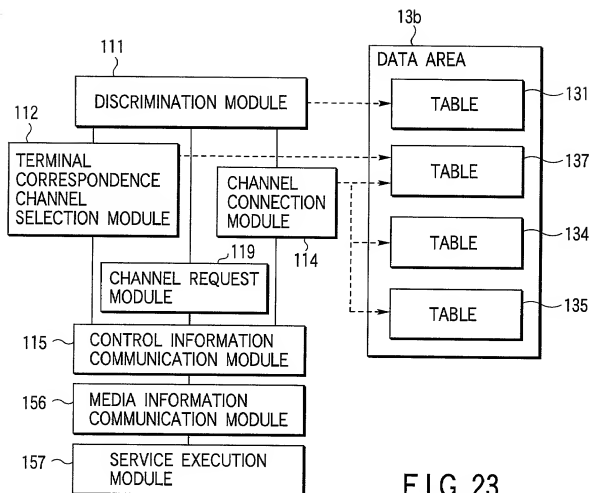 13b
111
DATA AREA
DISCRIMINATION MODULE
TABLE
131
112
TERMINAL
CORRESPONDENCE
CHANNEL
SELECTION MODULE
CHANNEL
CONNECTION
MODULE
TABLE
137
114
TABLE
134
119
CHANNEL REQUEST
MODULE
TABLE
135
115
CONTROL INFORMATION
COMMUNICATION MODULE
156
MEDIA INFORMATION
COMMUNICATION MODULE
157
SERVICE EXECUTION
MODULE
FIG. 23